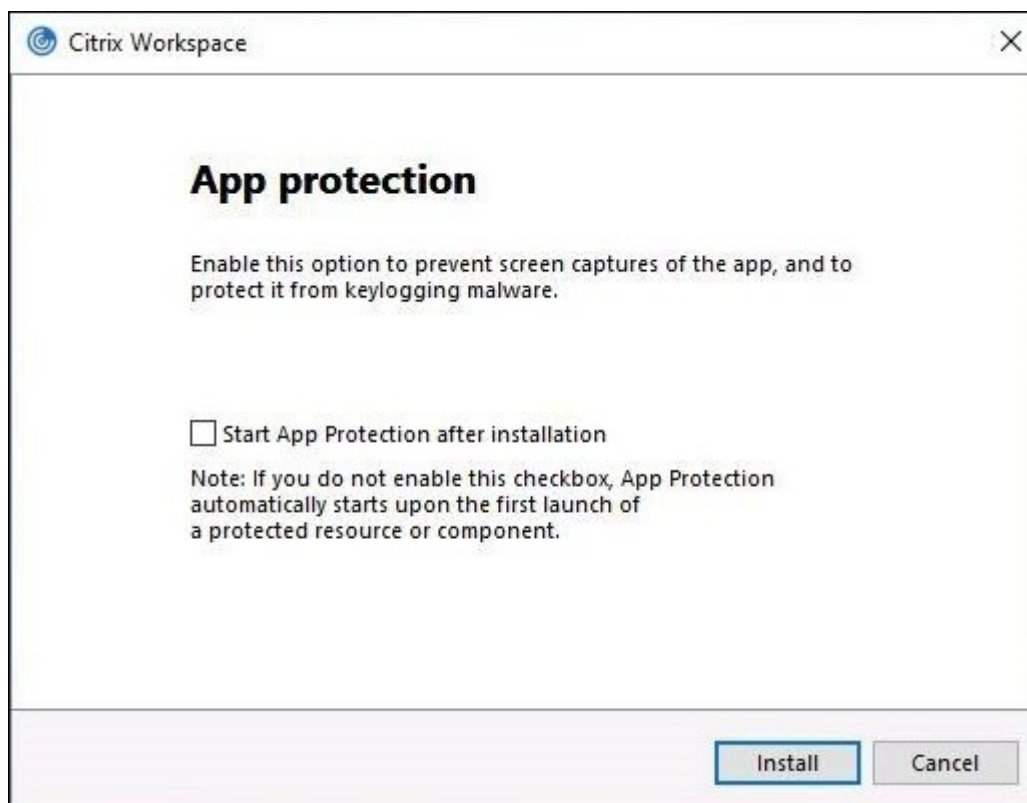 Citrix Workspace
App protection
Enable this option to prevent screen captures of the app, and to
protect it from keylogging malware.
Start App Protection after installation
Note: If you do not enable this checkbox, App Protection
automatically starts upon the first launch of
a protected resource or component.
Install
Cancel